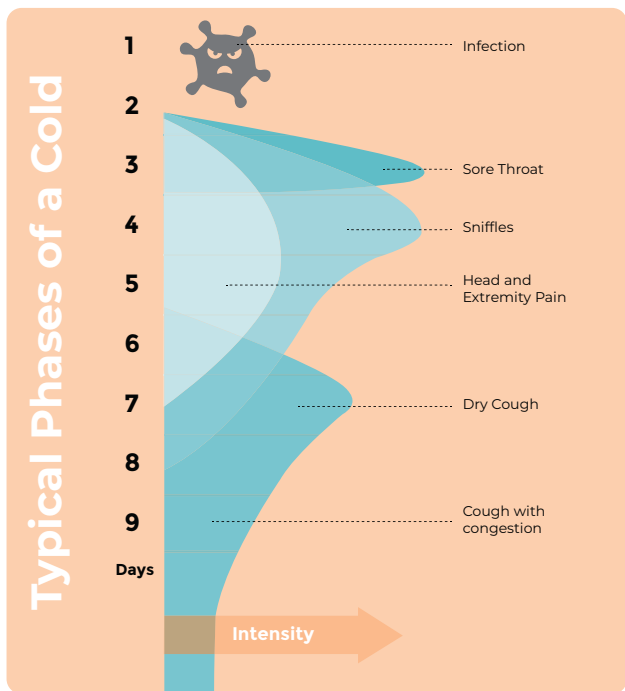 Typical Phases of a Cold
1
Infection
2
3
Sore Throat
4
Sniffles
5
Head and
Extremity Pain
6
7
Dry Cough
8
9
Cough with
congestion
Days
Intensity